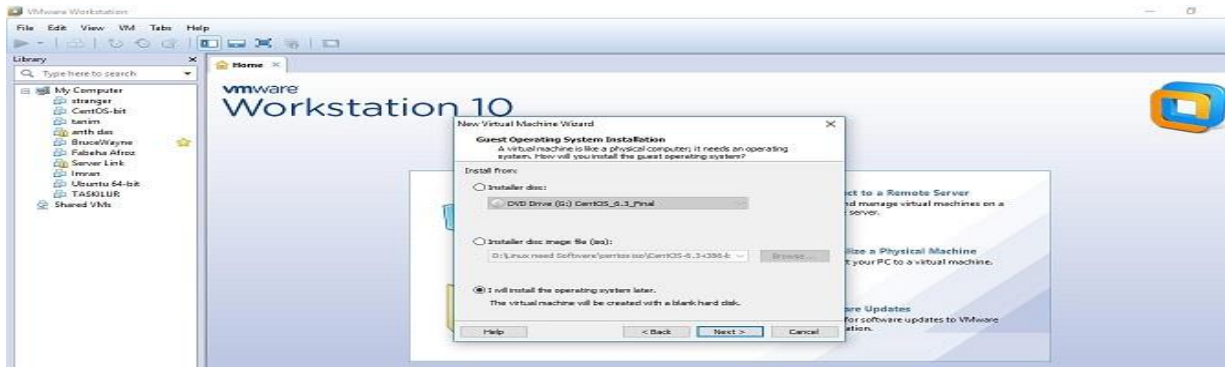 VMware Workstation
File Edit View VM Tabs Help
Library
Type here to search
My Computer
stranger
CentOS-bit
tanim
anth das
BruceWayne
Fabeha Afroz
Server Link
Imran
Ubuntu 64-bit
TASKILUR
Shared VMs
Home
vmware
Workstation 10
New Virtual Machine Wizard
Guest Operating System Installation
A virtual machine is like a physical computer; it needs an operating
system. How will you install the guest operating system?
Install from:
Installer disc:
DVD Drive (G:) CentOS_6.3_Final
Installer disc image file (iso):
Browse...
I will install the operating system later.
The virtual machine will be created with a blank hard disk.
Help < Back Next > Cancel
ct to a Remote Server
nd manage virtual machines on a
server.
lize a Physical Machine
t your PC to a virtual machine.
are Updates
for software updates to VMware
ation.